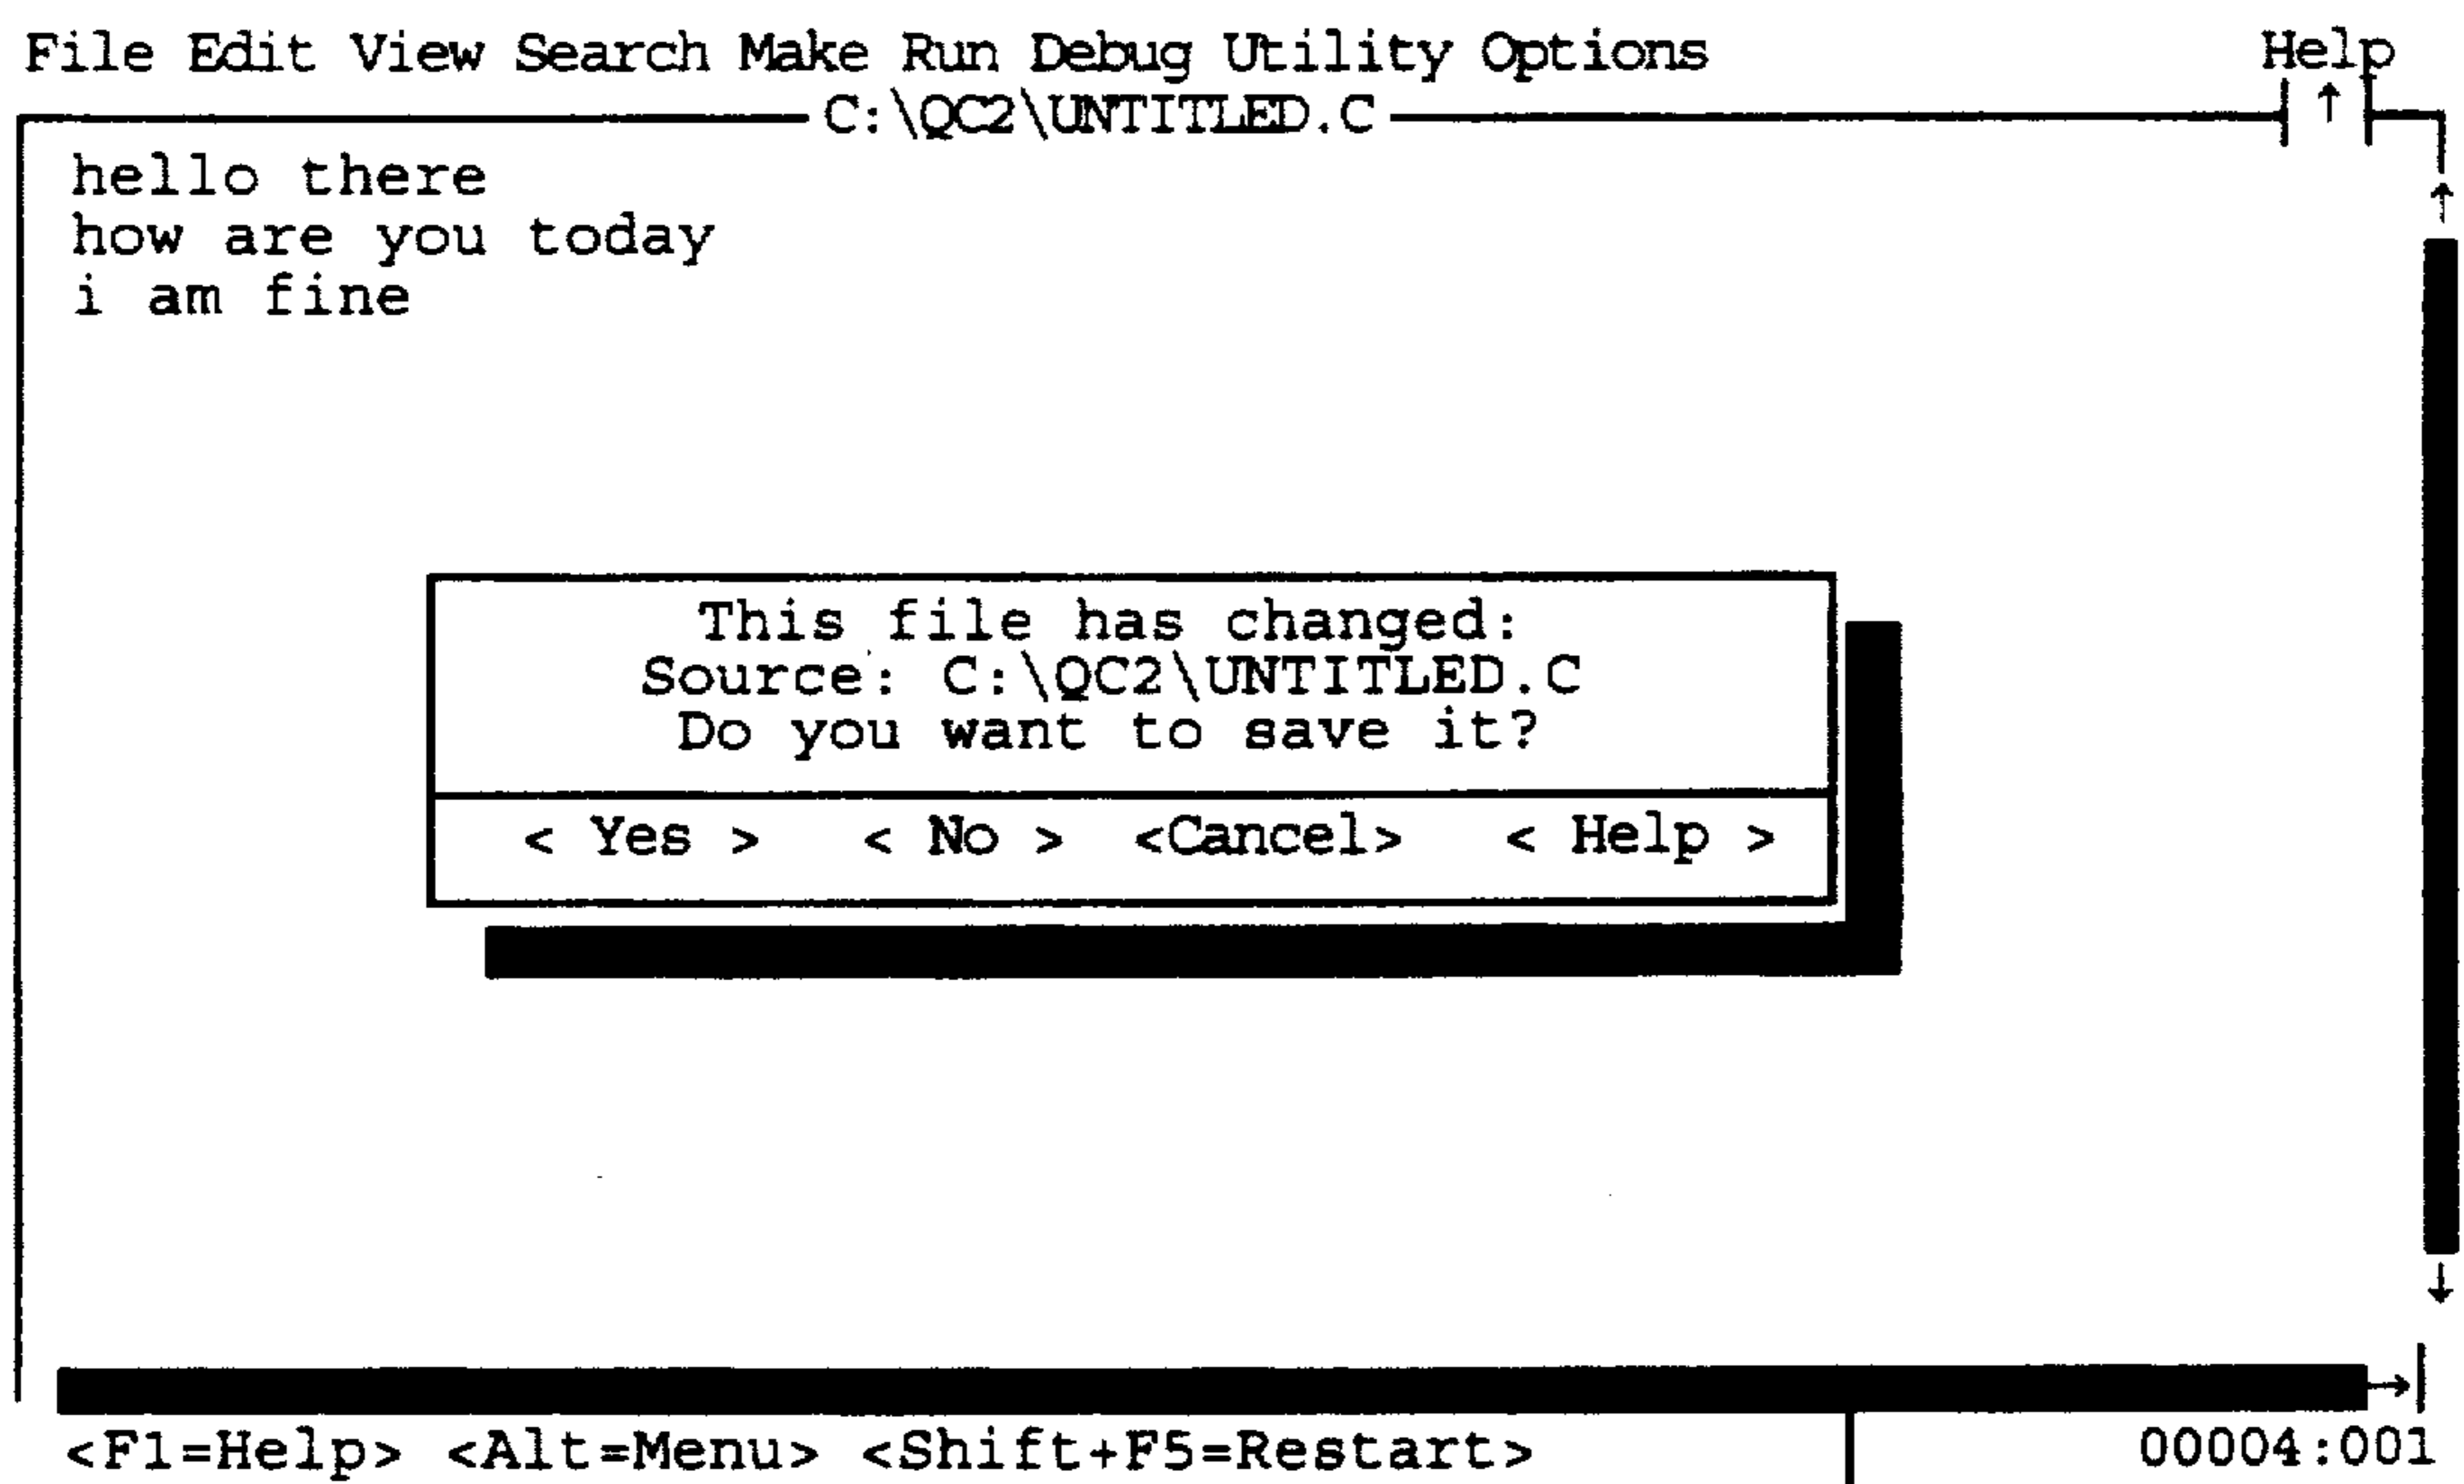 File Edit View Search Make Run Debug Utility Options Help
C:\QC2\UNTITLED.C ↑
hello there
how are you today
i am fine
This file has changed:
Source: C:\QC2\UNTITLED.C
Do you want to save it?
< Yes > < No > <Cancel> < Help >
<F1=Help> <Alt=Menu> <Shift+F5=Restart> 00004:001